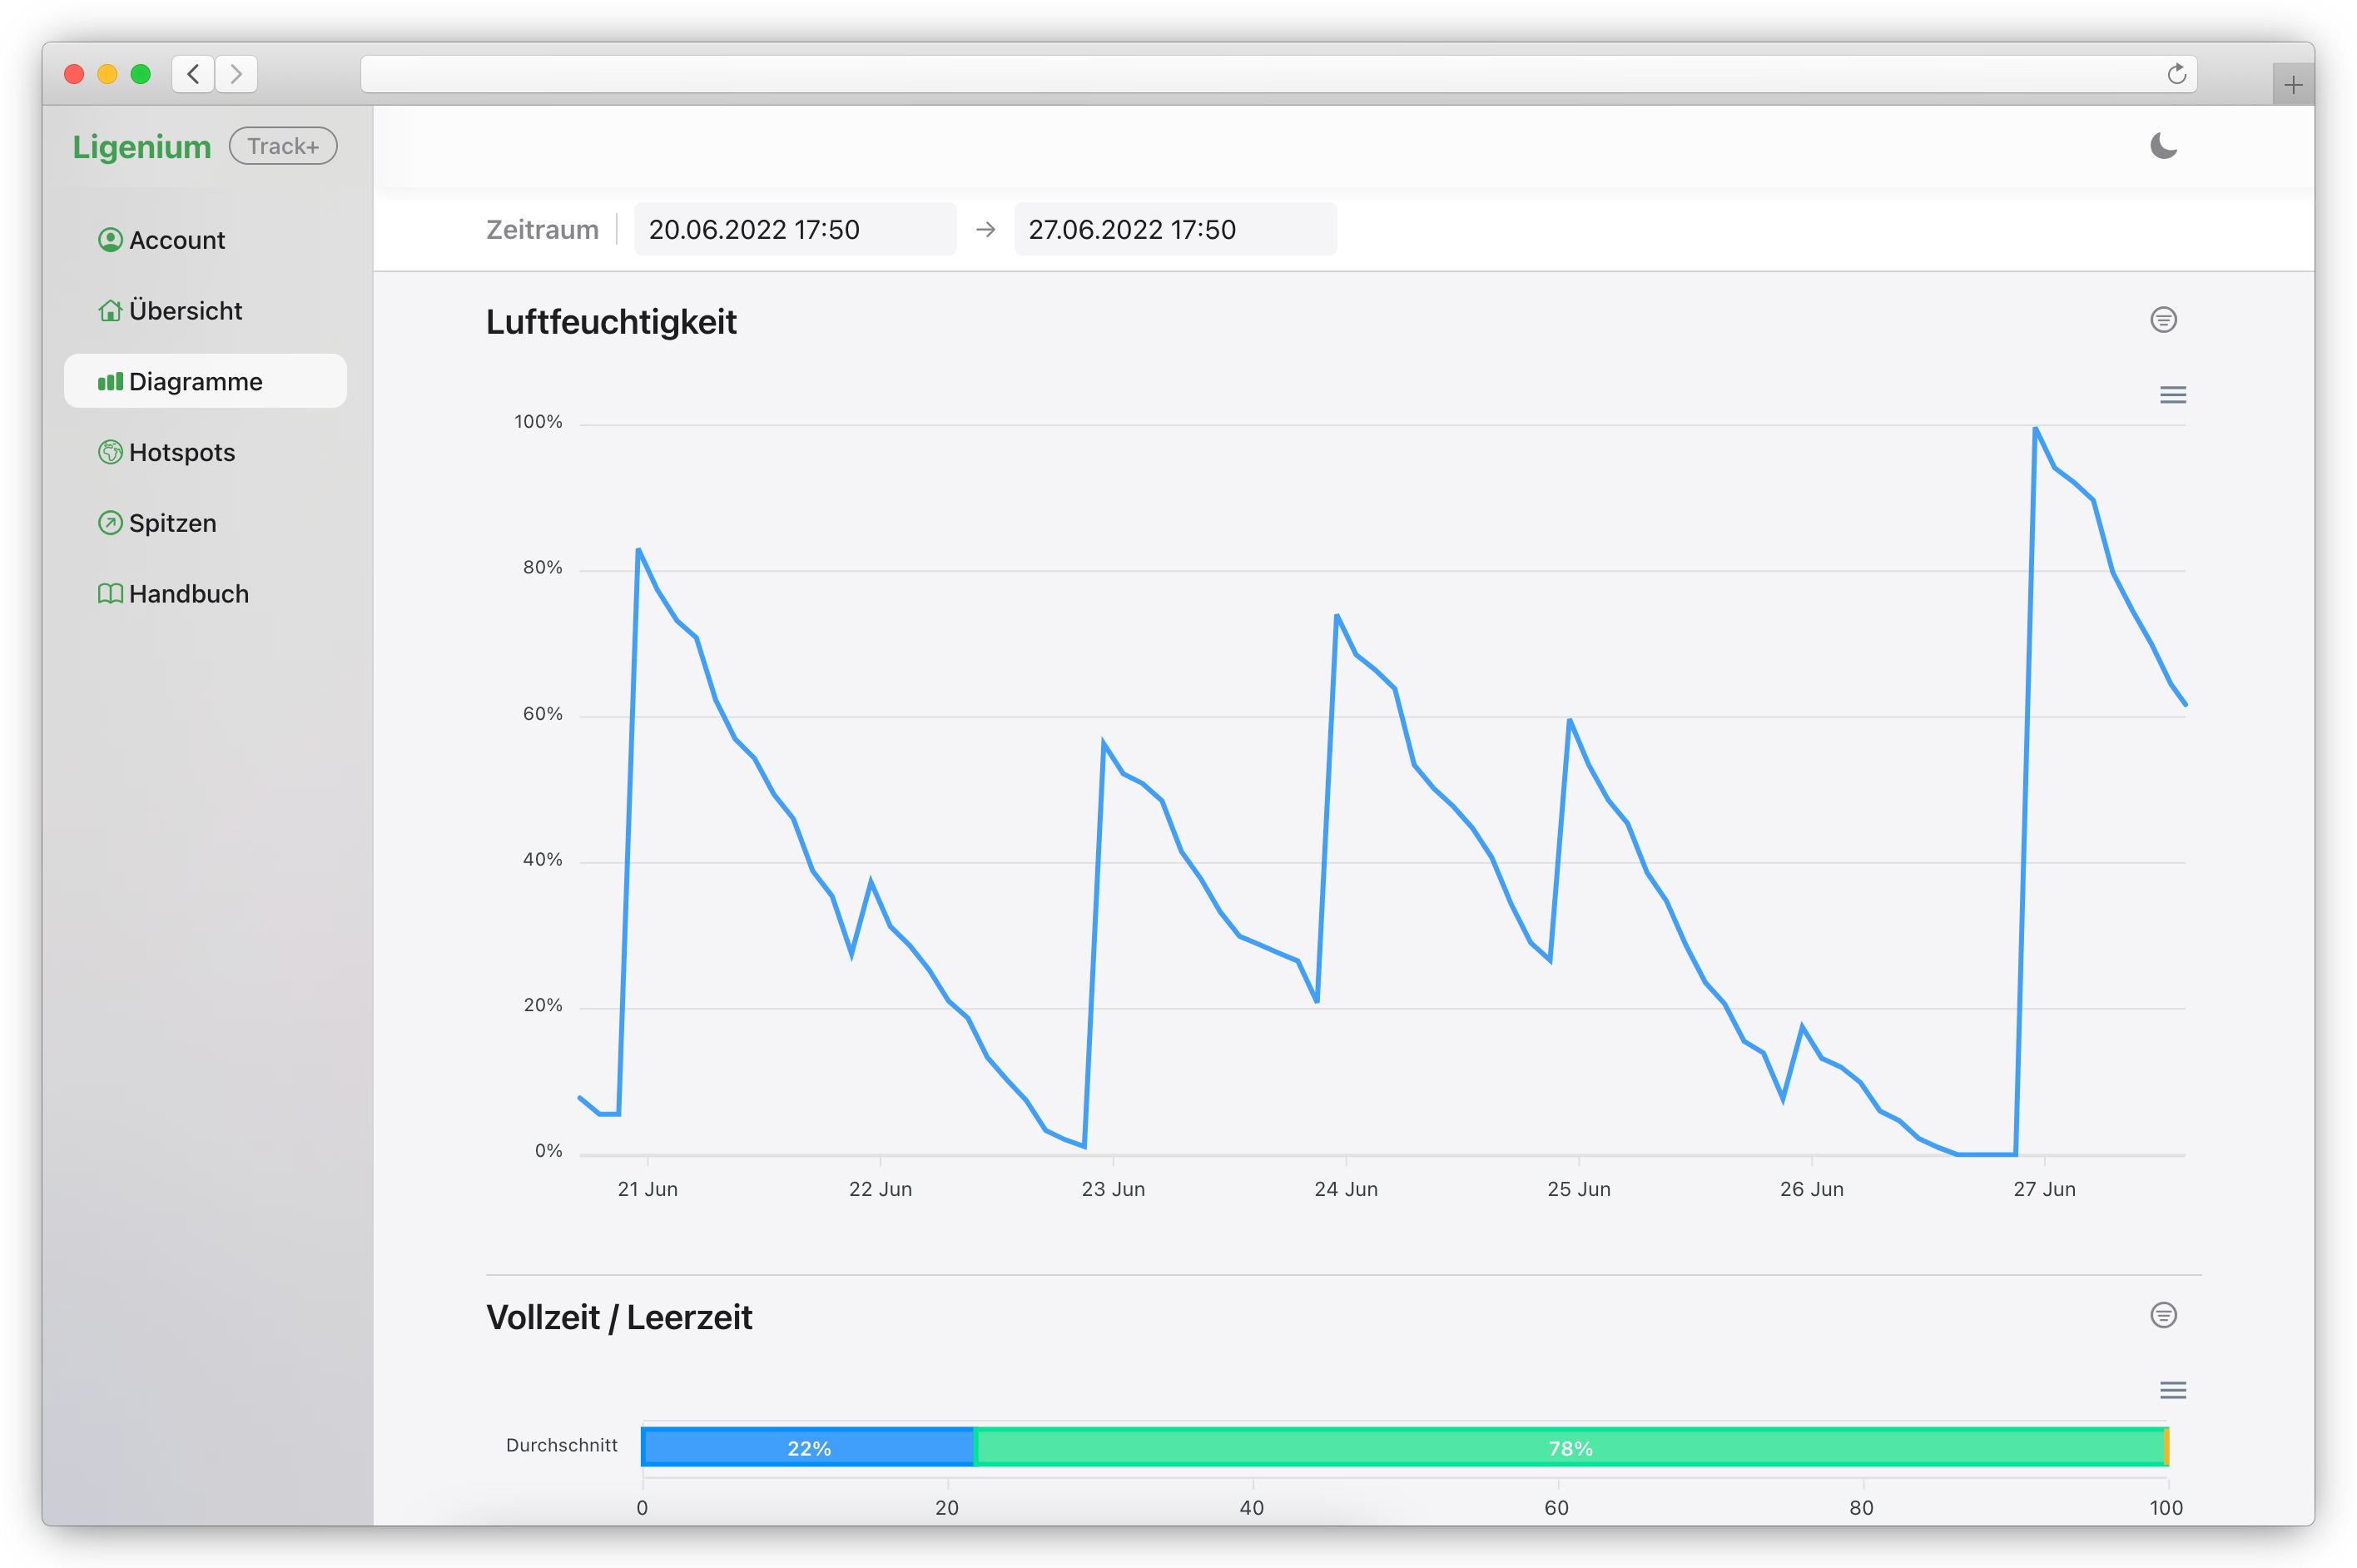 Ligenium Track+
Account
Übersicht
Diagramme
Hotspots
Spitzen
Handbuch
Zeitraum 20.06.2022 17:50 → 27.06.2022 17:50
Luftfeuchtigkeit
100%
80%
60%
40%
20%
0%
21 Jun 22 Jun 23 Jun 24 Jun 25 Jun 26 Jun 27 Jun
Vollzeit / Leerzeit
Durchschnitt 22% 78%
0 20 40 60 80 100